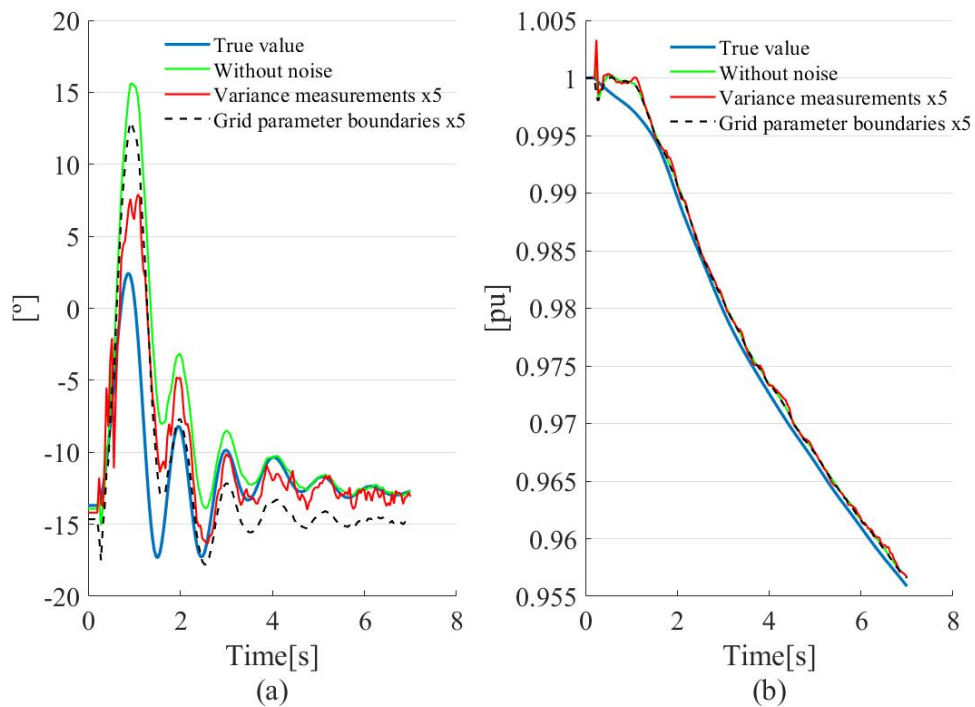 20
15
10
5
0
-5
-10
-15
-20
[º]
True value
Without noise
Variance measurements x5
Grid parameter boundaries x5
0
2
4
6
8
Time[s]
(a)
1.005
1
0.995
0.99
0.985
0.98
0.975
0.97
0.965
0.96
0.955
[pu]
True value
Without noise
Variance measurements x5
Grid parameter boundaries x5
0
2
4
6
8
Time[s]
(b)